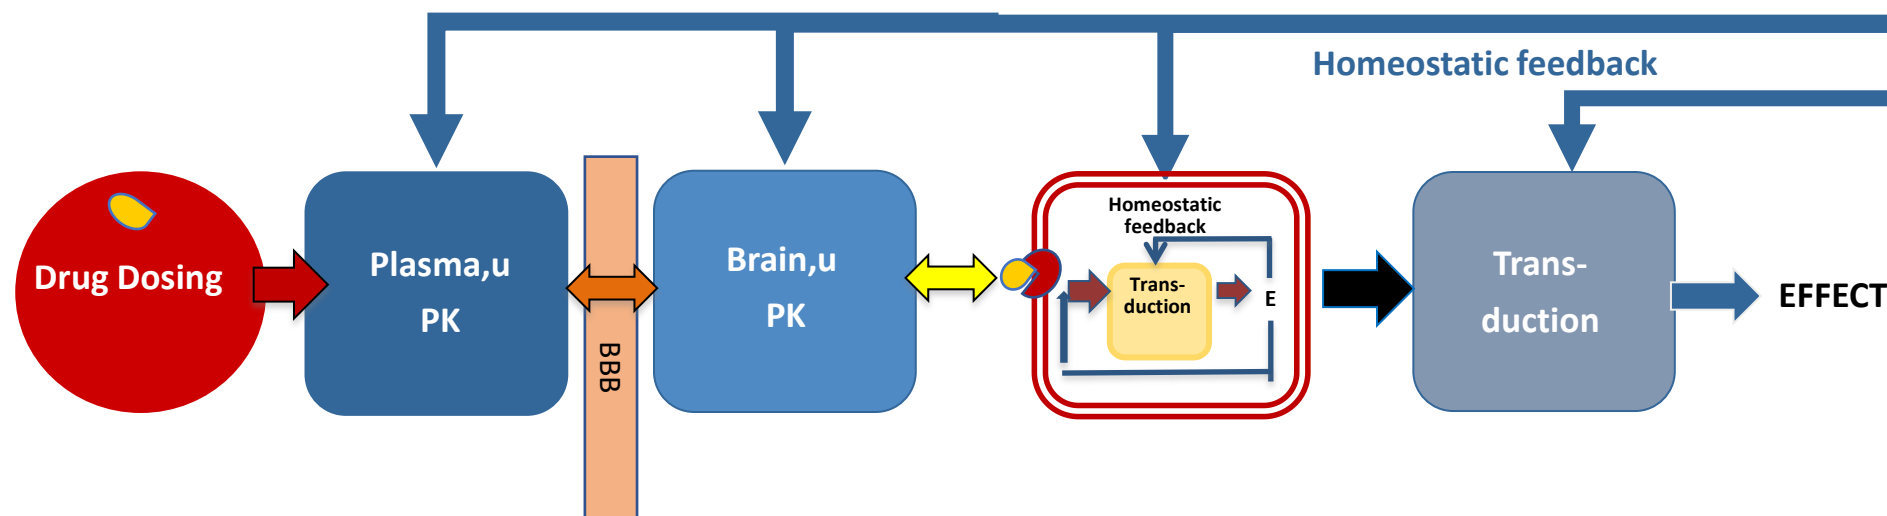 Homeostatic feedback
Drug Dosing
Plasma,u
PK
BBB
Brain,u
PK
Homeostatic
feedback
Trans-
duction
E
Trans-
duction
EFFECT